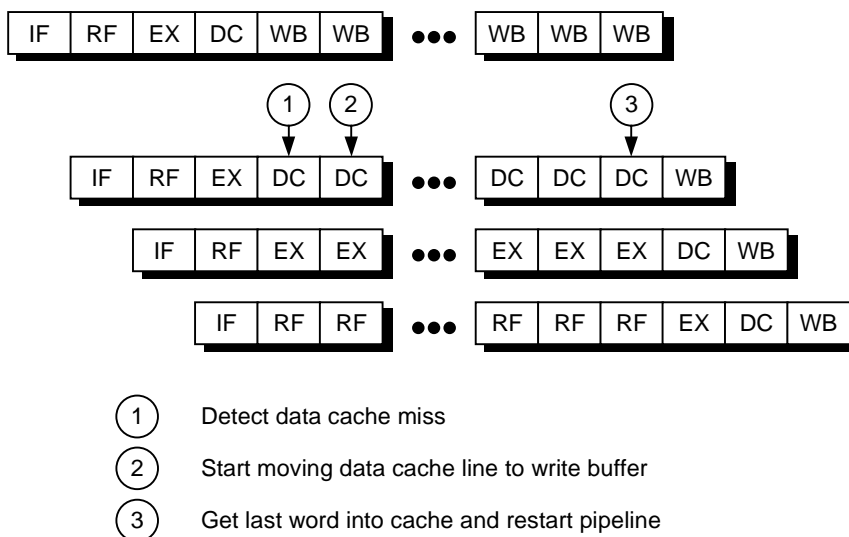 IF RF EX DC WB WB ●●● WB WB WB
1 2 3
IF RF EX DC DC ●●● DC DC DC WB
IF RF EX EX ●●● EX EX EX DC WB
IF RF RF ●●● RF RF RF EX DC WB
1 Detect data cache miss
2 Start moving data cache line to write buffer
3 Get last word into cache and restart pipeline